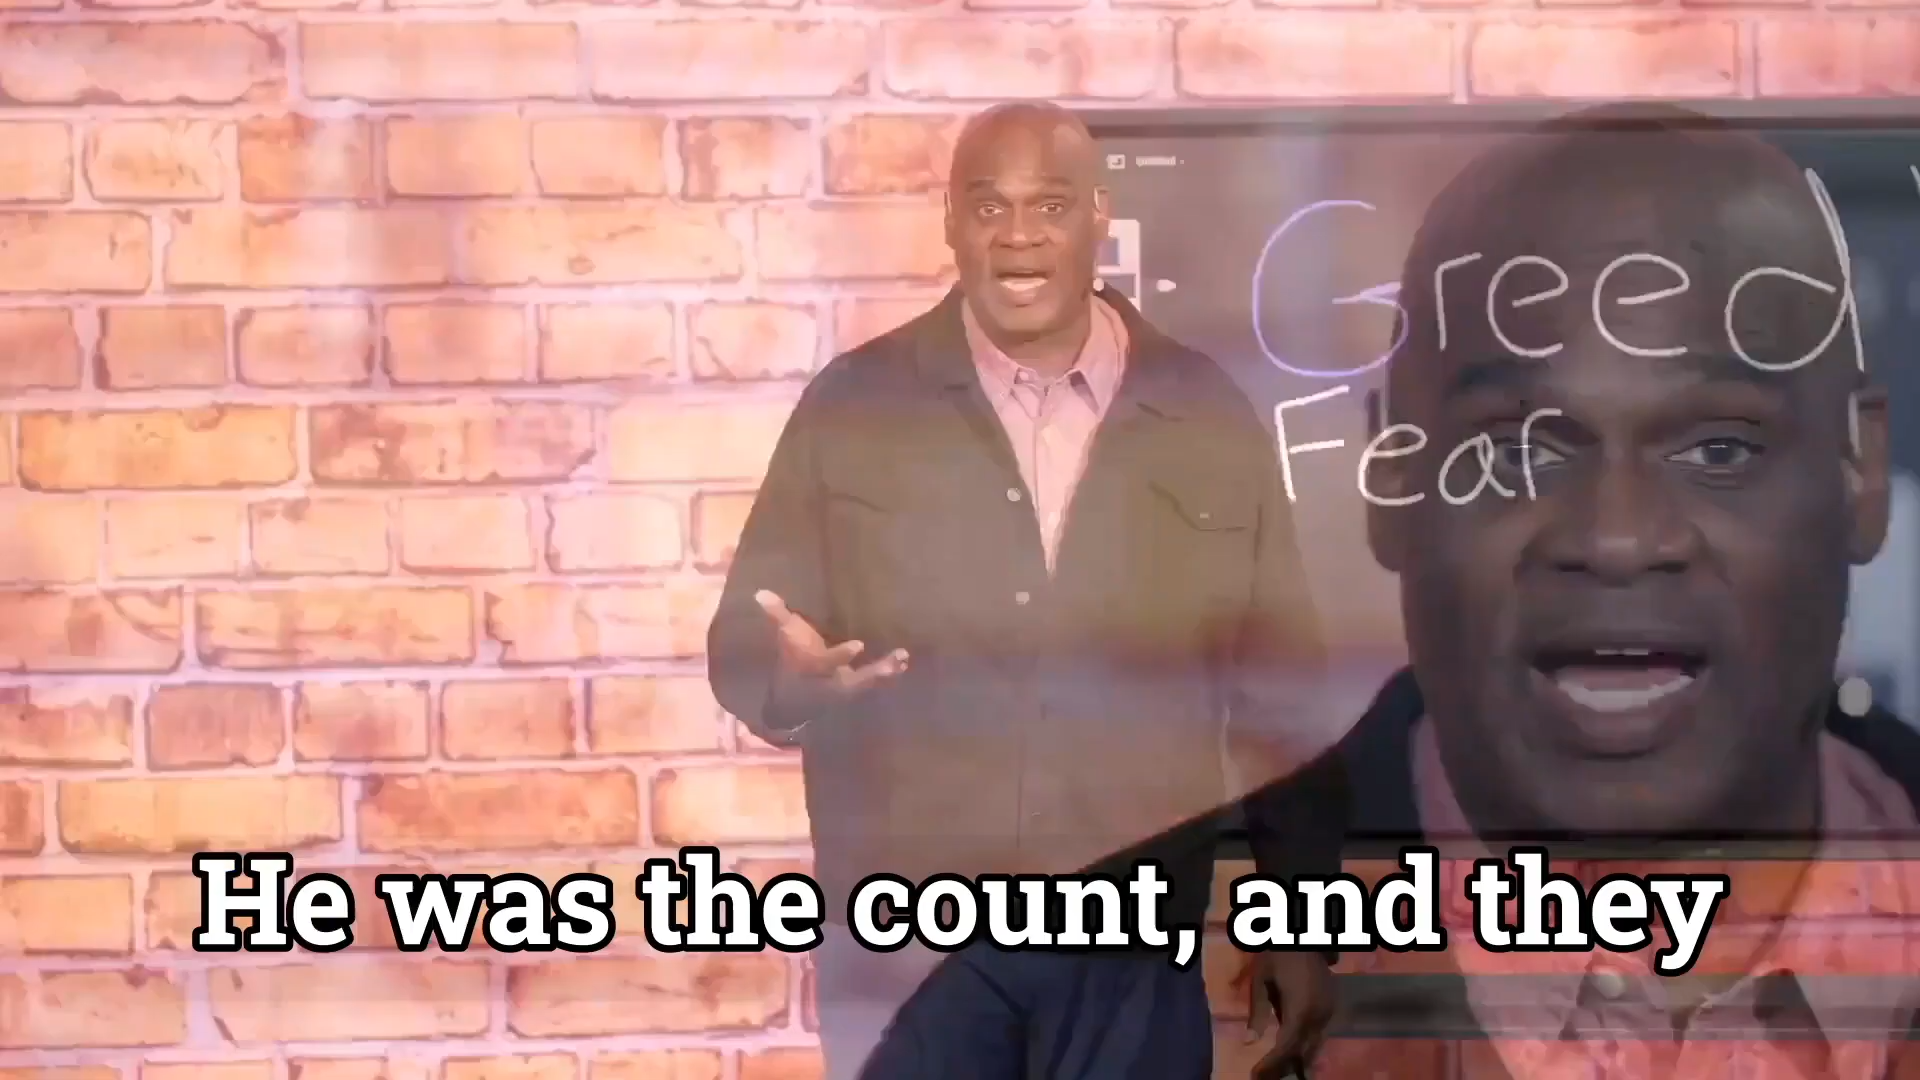 Greed
Fear
He was the count, and they